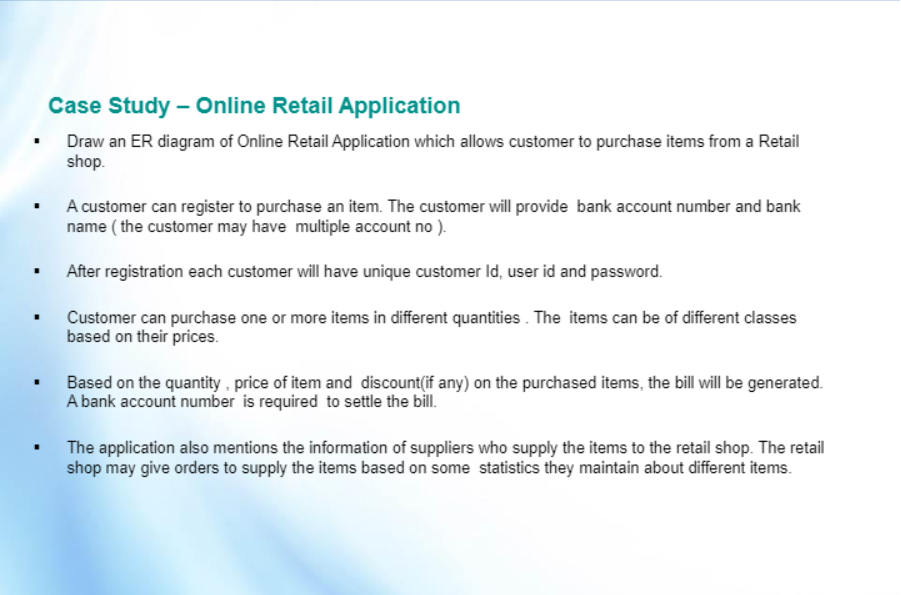 Case Study – Online Retail Application
▪ Draw an ER diagram of Online Retail Application which allows customer to purchase items from a Retail
shop.
▪ A customer can register to purchase an item. The customer will provide bank account number and bank
name ( the customer may have multiple account no ).
▪ After registration each customer will have unique customer Id, user id and password.
▪ Customer can purchase one or more items in different quantities . The items can be of different classes
based on their prices.
▪ Based on the quantity , price of item and discount(if any) on the purchased items, the bill will be generated.
A bank account number is required to settle the bill.
▪ The application also mentions the information of suppliers who supply the items to the retail shop. The retail
shop may give orders to supply the items based on some statistics they maintain about different items.